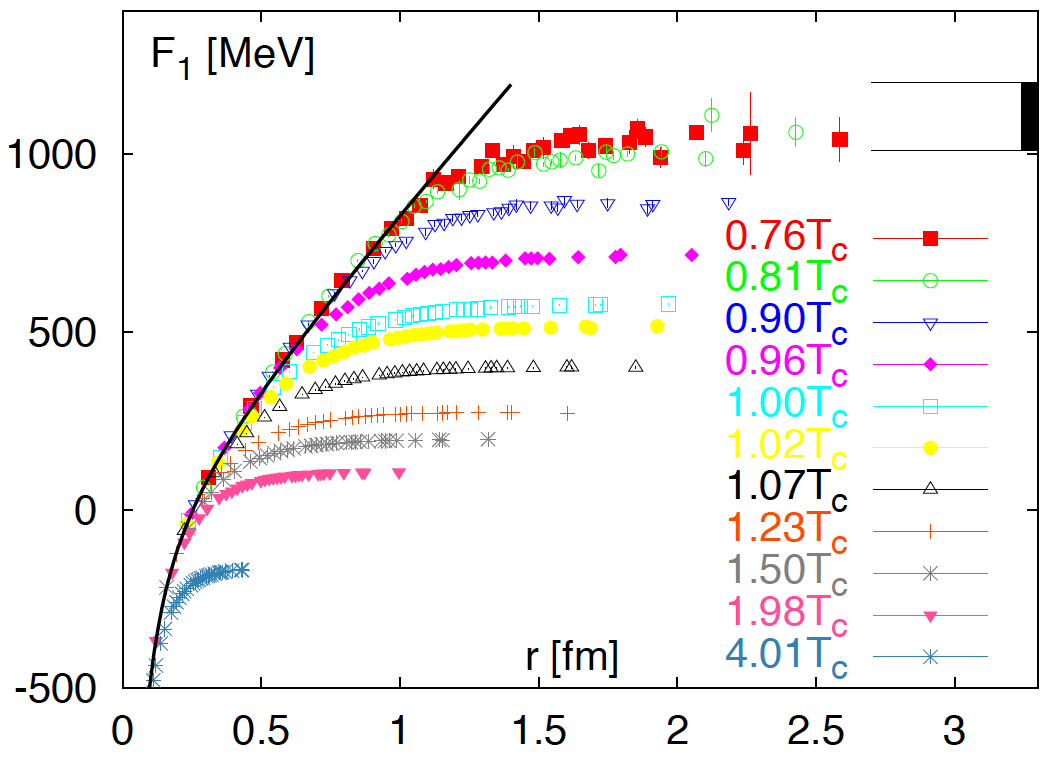 F₁ [MeV]
1000
500
0
-500
0.76Tc
0.81Tc
0.90Tc
0.96Tc
1.00Tc
1.02Tc
1.07Tc
1.23Tc
1.50Tc
1.98Tc
4.01Tc
r [fm]
0 0.5 1 1.5 2 2.5 3